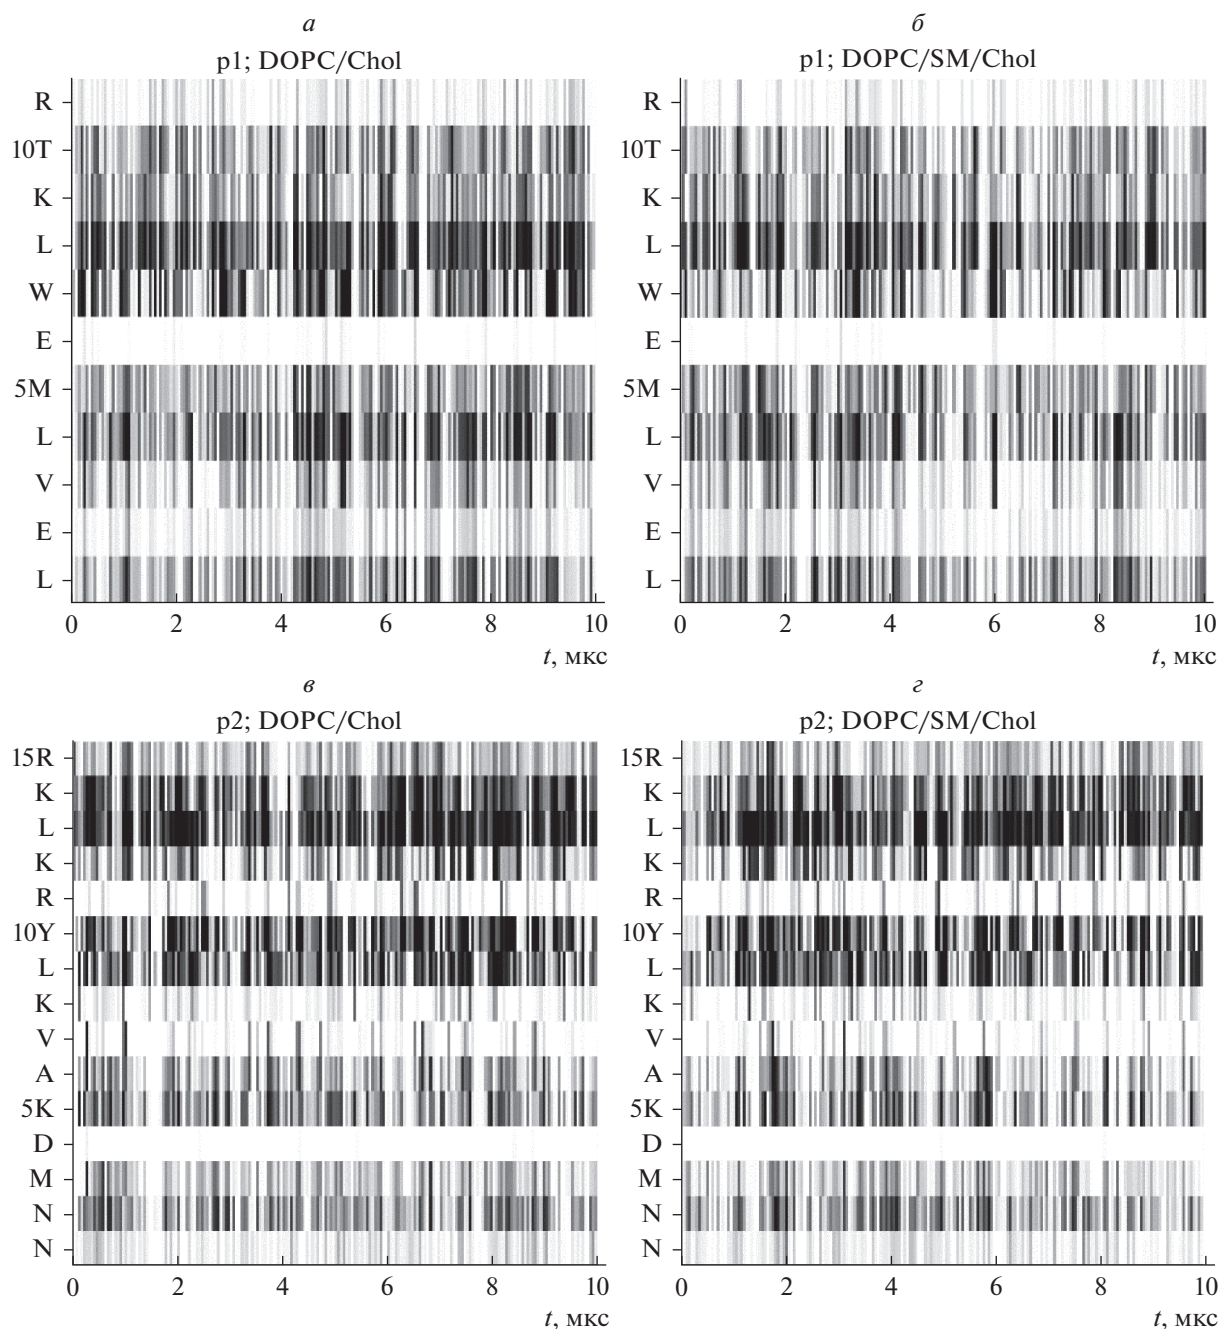 а
p1; DOPC/Chol
R
10T
K
L
W
E
5M
L
V
E
L
0 2 4 6 8 10
t, мкс
б
p1; DOPC/SM/Chol
R
10T
K
L
W
E
5M
L
V
E
L
0 2 4 6 8 10
t, мкс
в
p2; DOPC/Chol
15R
K
L
K
R
10Y
L
K
V
A
5K
D
M
N
N
0 2 4 6 8 10
t, мкс
г
p2; DOPC/SM/Chol
15R
K
L
K
R
10Y
L
K
V
A
5K
D
M
N
N
0 2 4 6 8 10
t, мкс